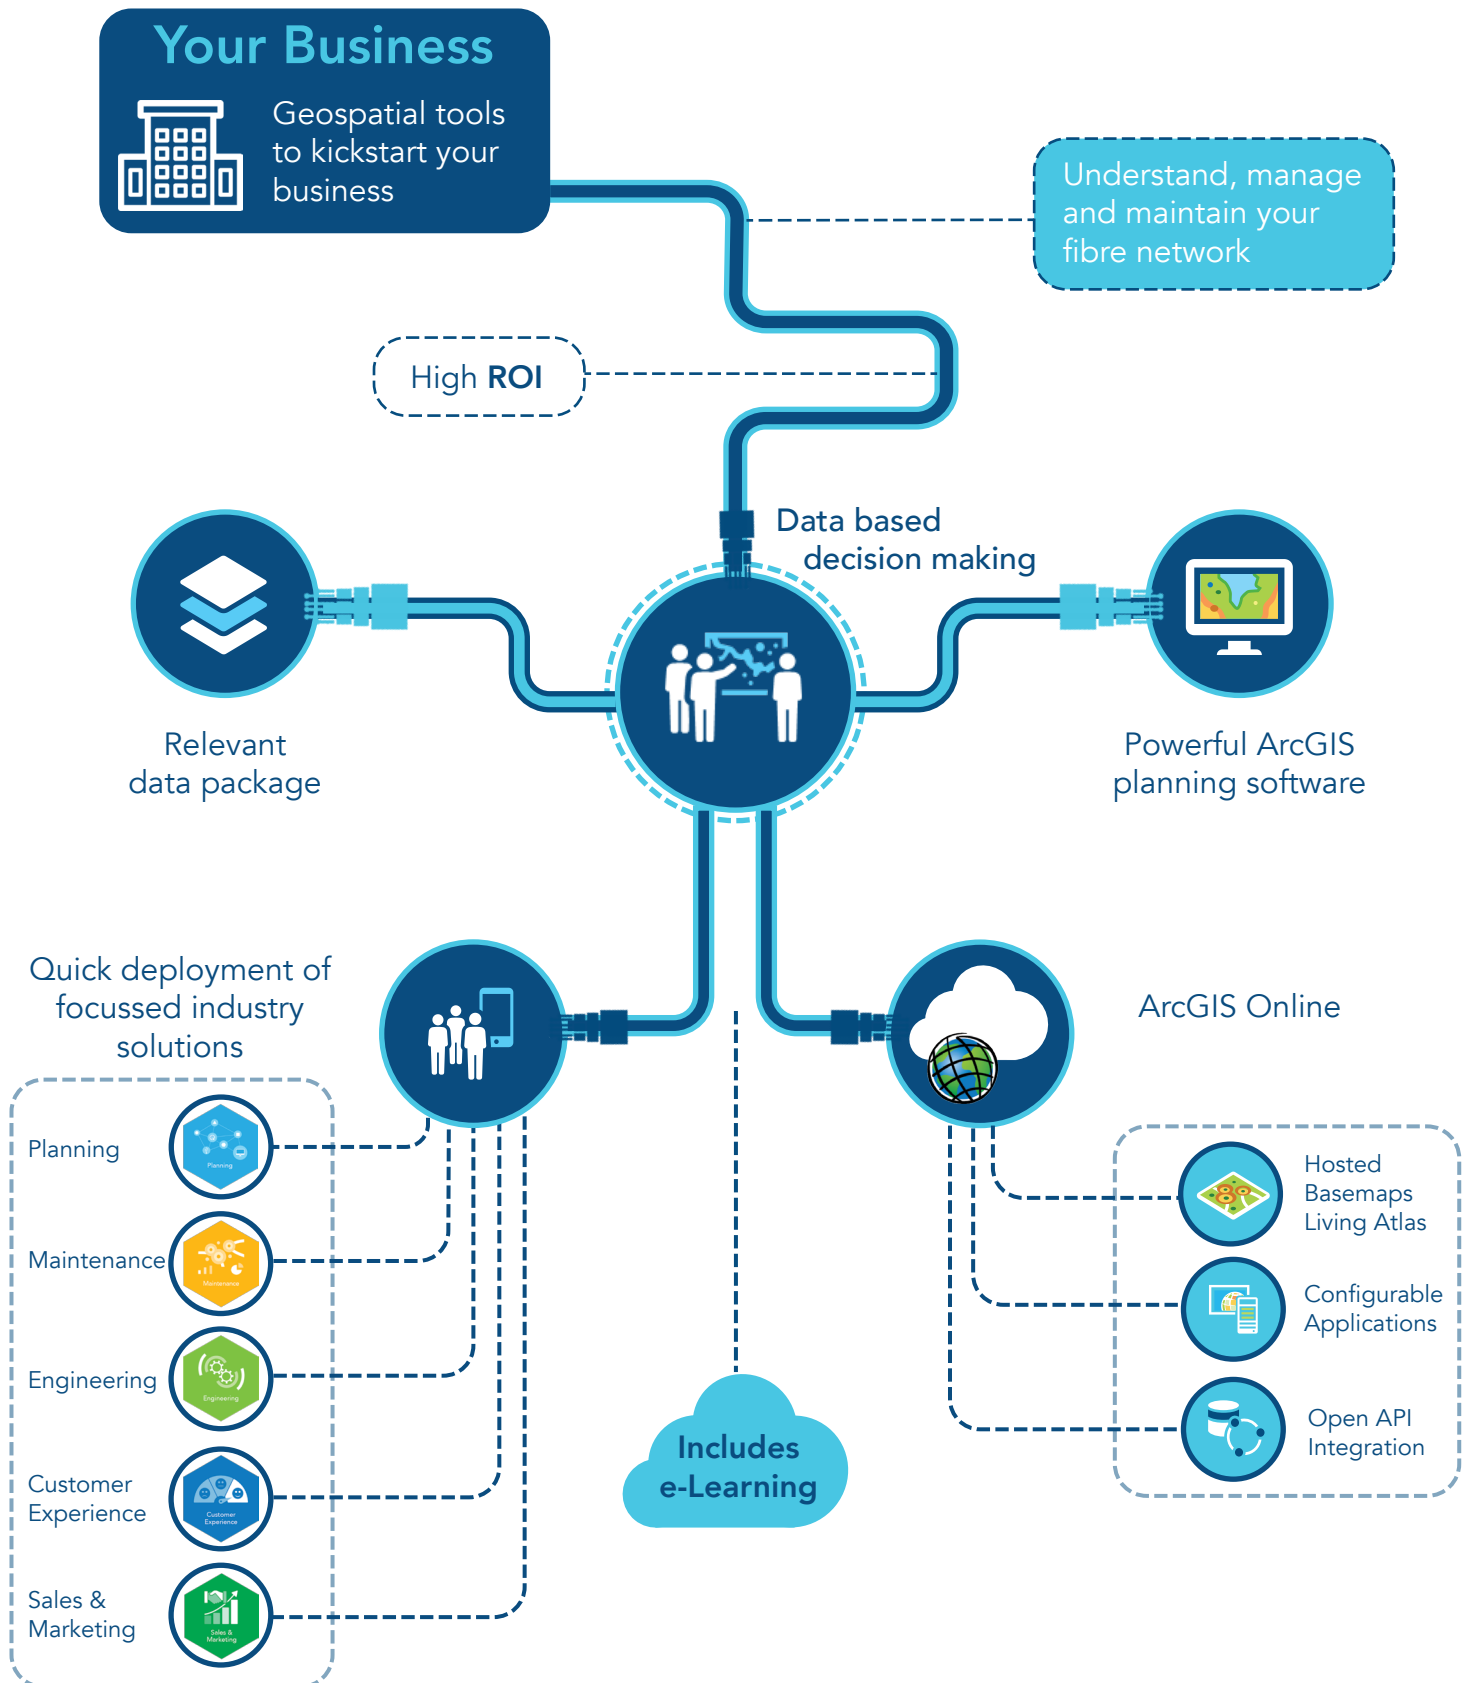 Your Business
Geospatial tools
to kickstart your
business
Understand, manage
and maintain your
fibre network
High ROI
Data based
decision making
Relevant
data package
Powerful ArcGIS
planning software
Quick deployment of
focussed industry
solutions
ArcGIS Online
Planning
Planning
Maintenance
Maintenance
Engineering
Engineering
Customer
Experience
Customer
Experience
Sales &
Marketing
Sales &
Marketing
Includes
e-Learning
Hosted
Basemaps
Living Atlas
Configurable
Applications
Open API
Integration